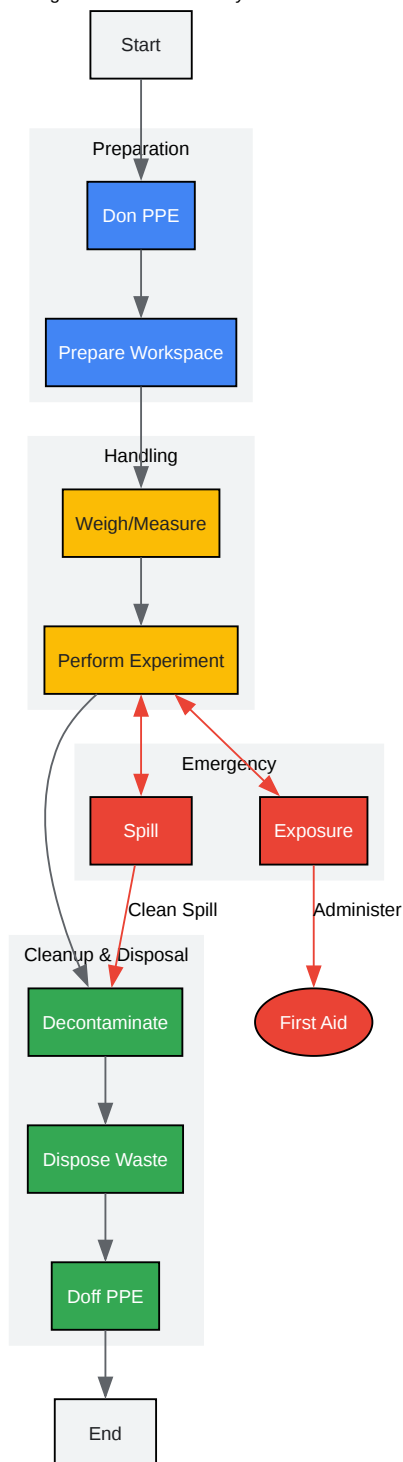 Start
Preparation
Don PPE
Prepare Workspace
Handling
Weigh/Measure
Perform Experiment
Emergency
Spill
Exposure
Clean Spill
Administer
Cleanup & Disposal
Decontaminate
First Aid
Dispose Waste
Doff PPE
End